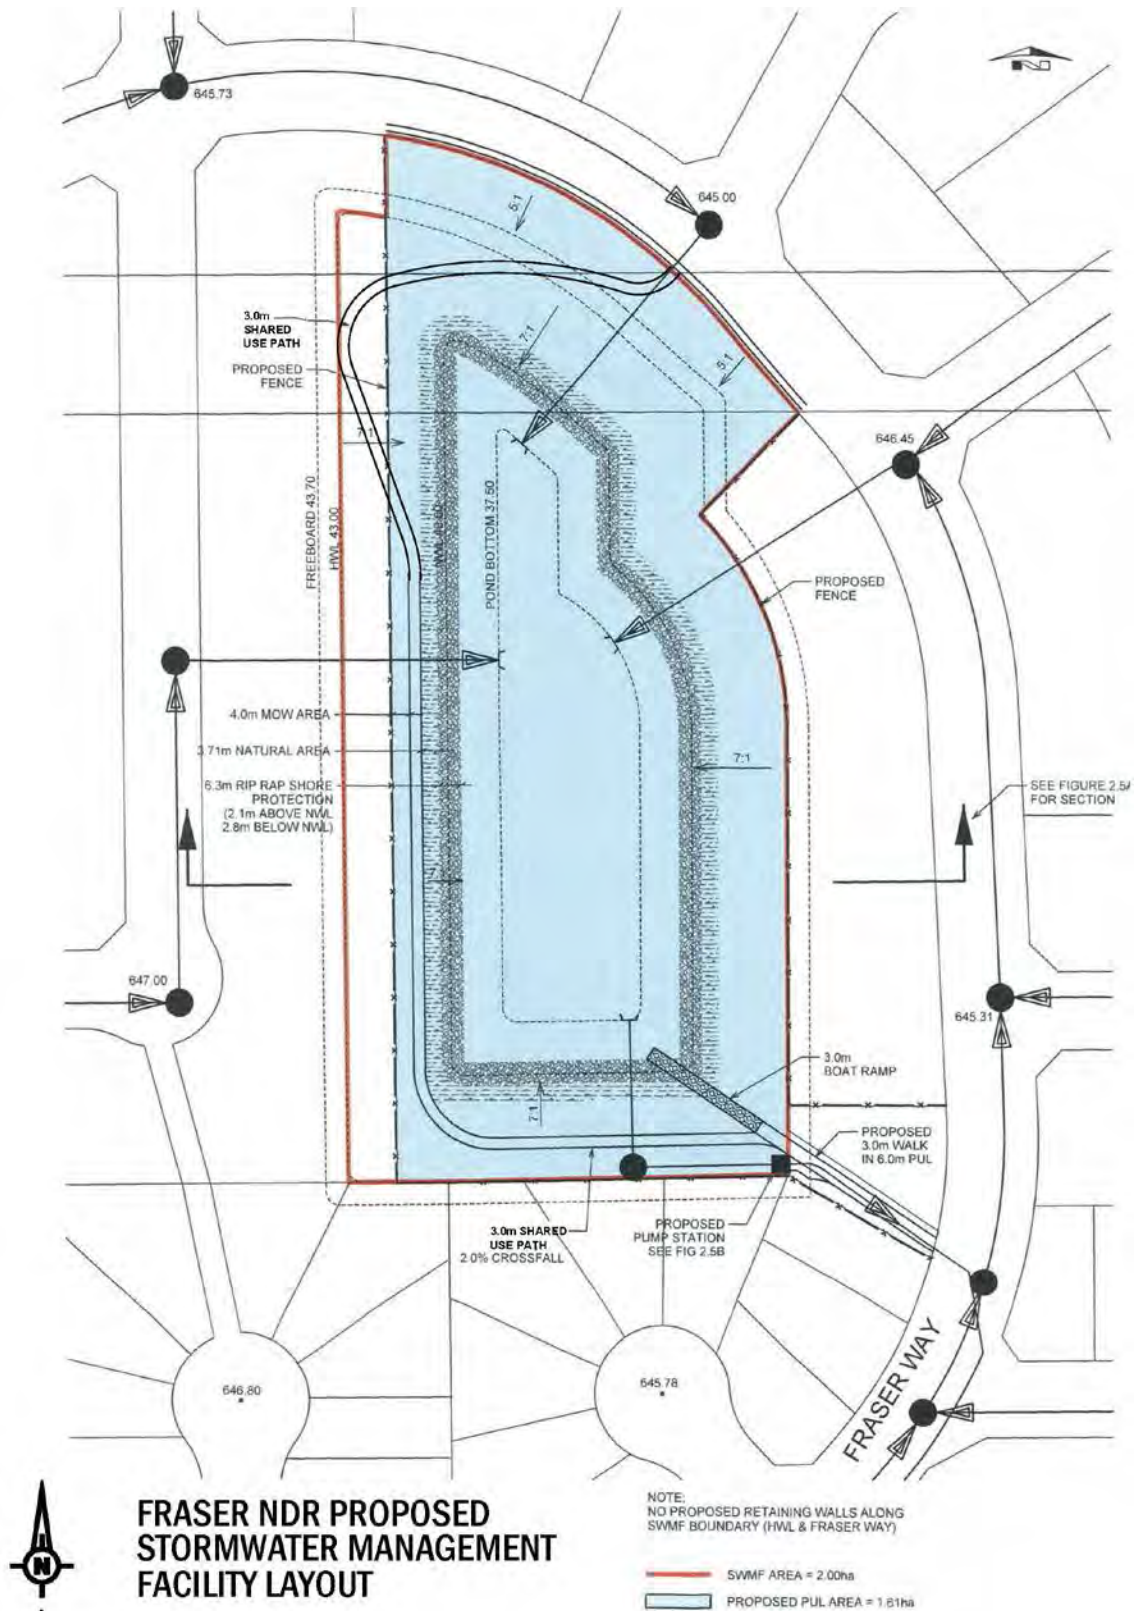 645.73
645.00
5:1
3.0m
SHARED
USE PATH
7:1
PROPOSED
FENCE
5:1
646.45
7:1
FREEBOARD 43.70
HWL 43.00
POND BOTTOM 37.50
PROPOSED
FENCE
4.0m MOW AREA
3.71m NATURAL AREA
7:1
6.3m RIP RAP SHORE
PROTECTION
(2.1m ABOVE NWL
2.8m BELOW NWL)
SEE FIGURE 2.5A
FOR SECTION
647.00
645.31
3.0m
BOAT RAMP
7:1
PROPOSED
3.0m WALK
IN 6.0m PUL
3.0m SHARED
USE PATH
2.0% CROSSFALL
PROPOSED
PUMP STATION
SEE FIG 2.5B
646.80
645.78
FRASER WAY
N
FRASER NDR PROPOSED
STORMWATER MANAGEMENT
FACILITY LAYOUT
NOTE:
NO PROPOSED RETAINING WALLS ALONG
SWMF BOUNDARY (HWL & FRASER WAY)
SWMF AREA = 2.00ha
PROPOSED PUL AREA = 1.61ha